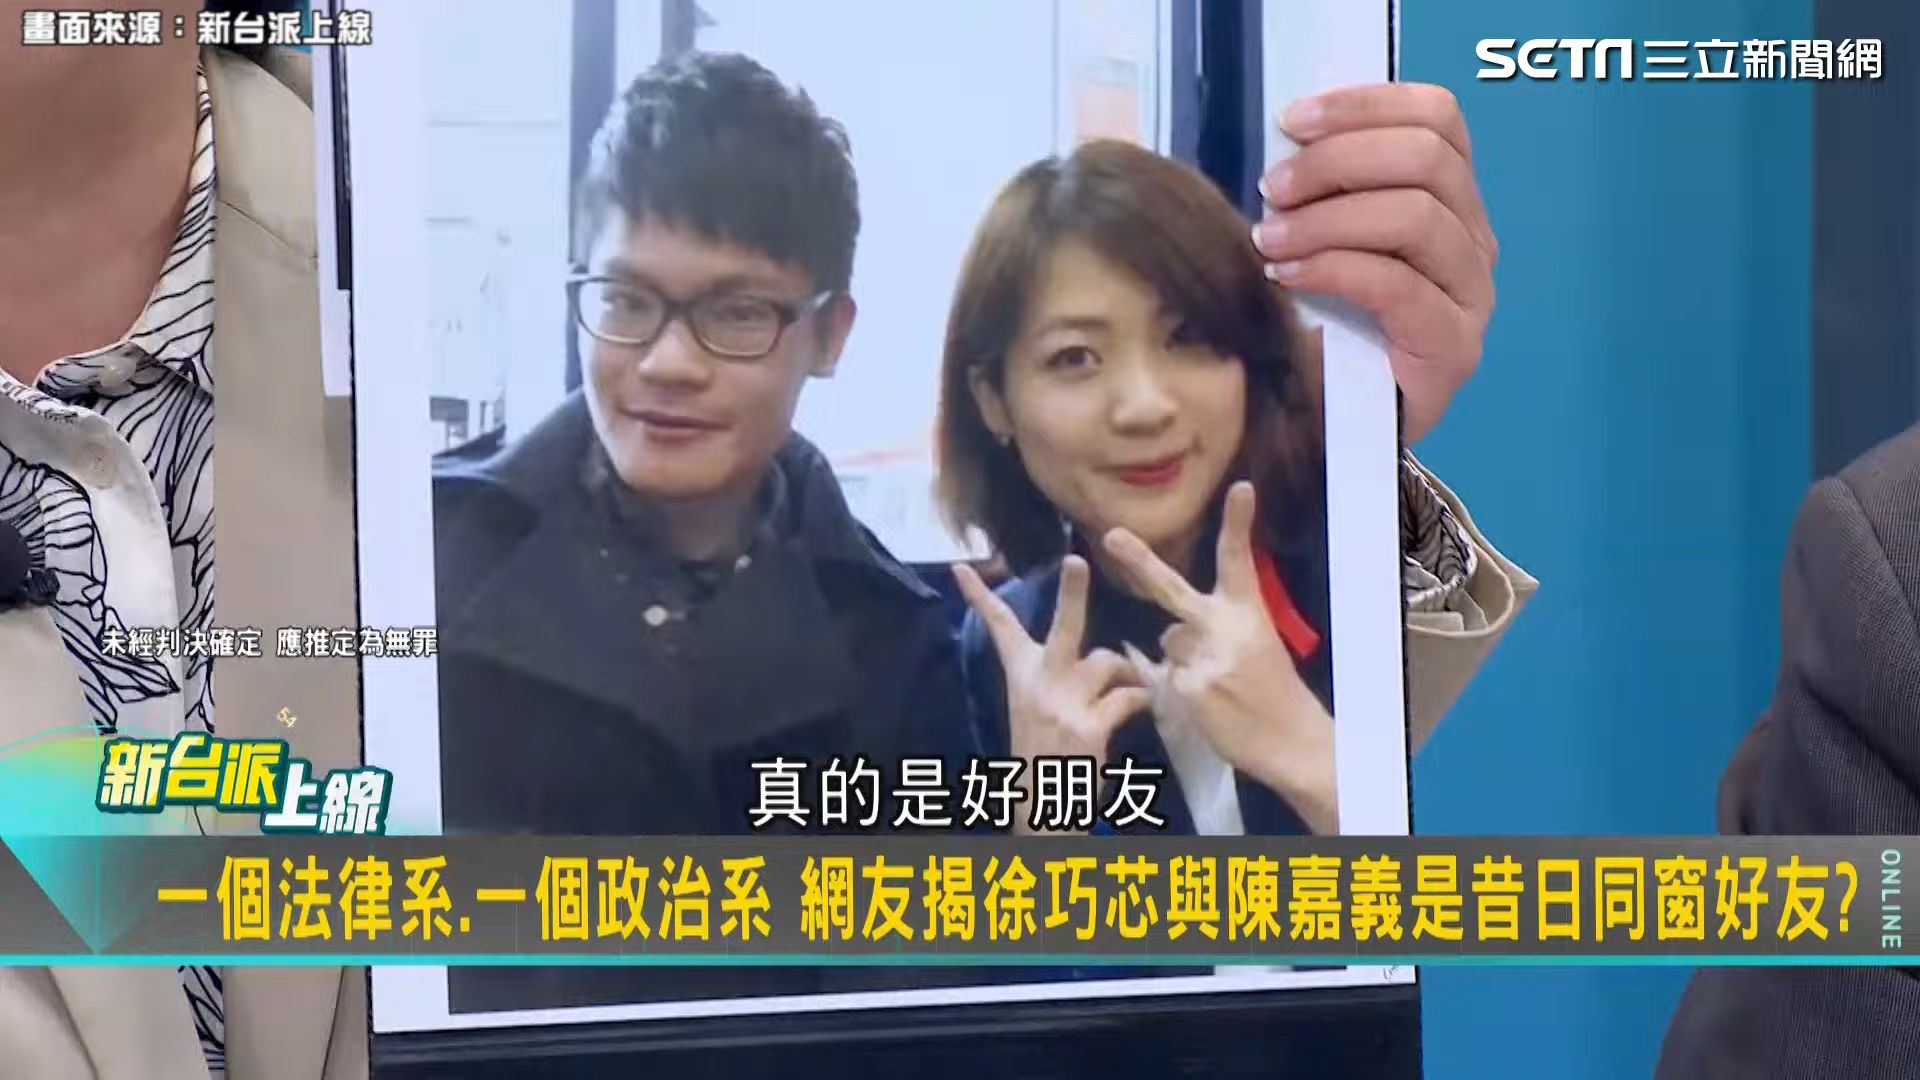 畫面來源：新台派上線
SETN三立新聞網
未經判決確定 應推定為無罪
新台派上線
真的是好朋友
一個法律系.一個政治系 網友揭徐巧芯與陳嘉義是昔日同窗好友?
ONLINE